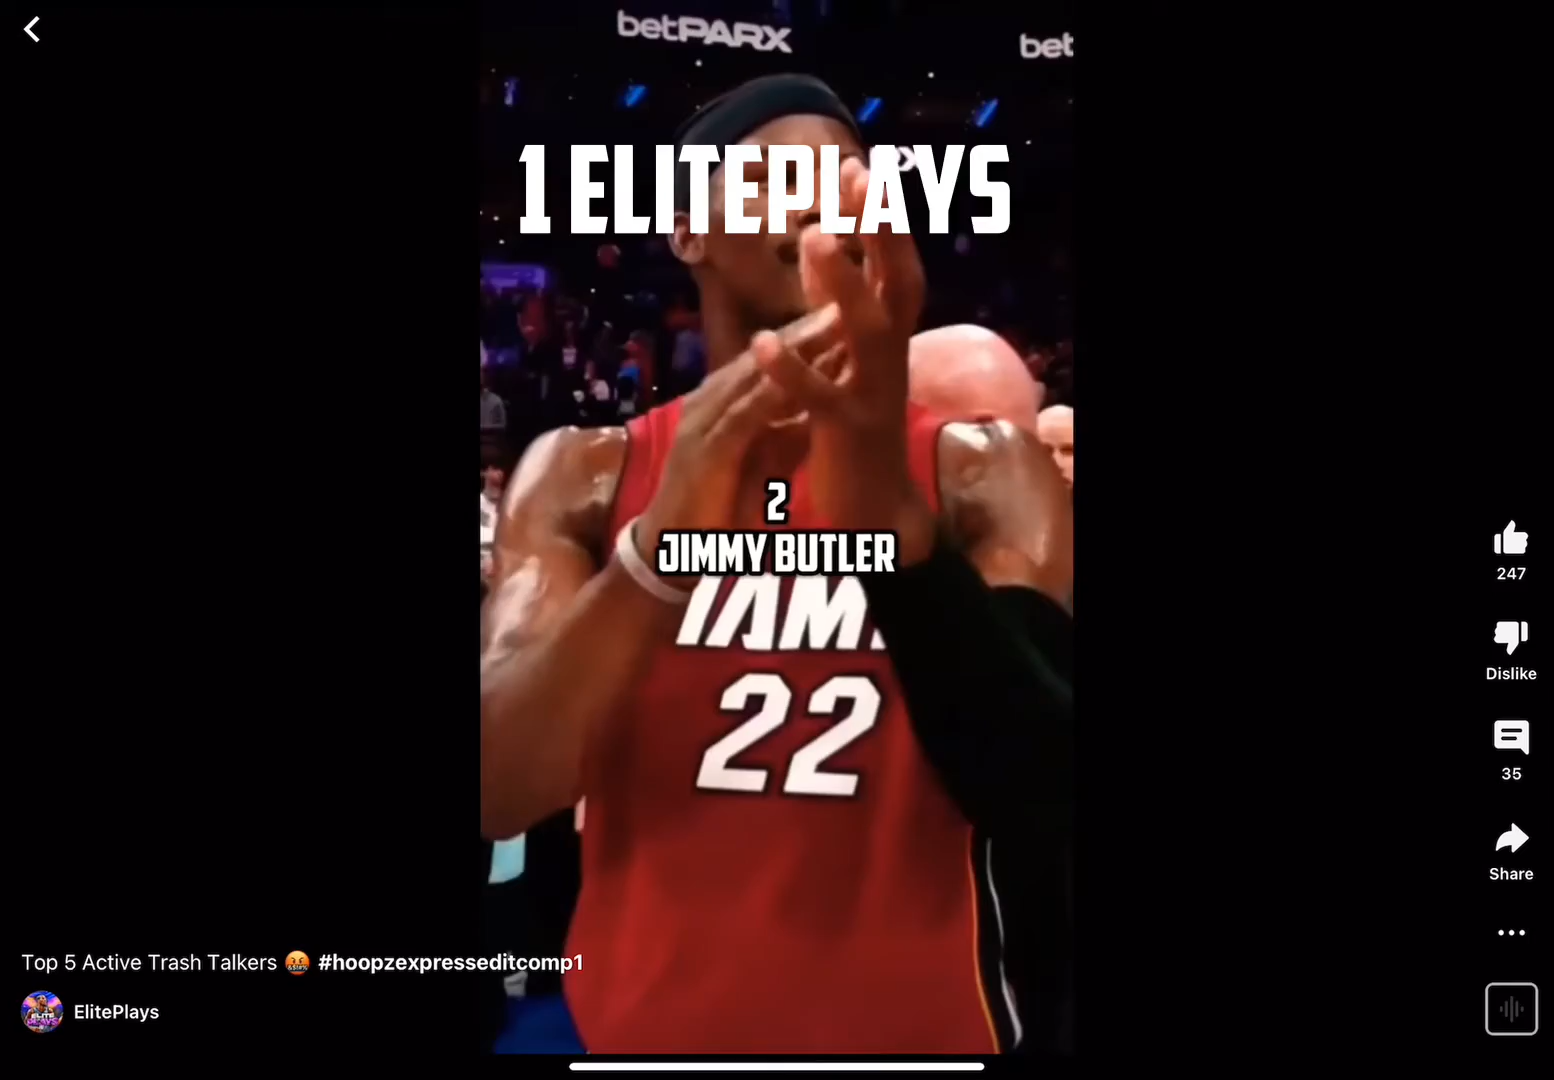 betPARX
bet
1 ELITEPLAYS
2
JIMMY BUTLER
IAM
22
247
Dislike
35
Share
Top 5 Active Trash Talkers 🤬 #hoopzexpresseditcomp1
ElitePlays